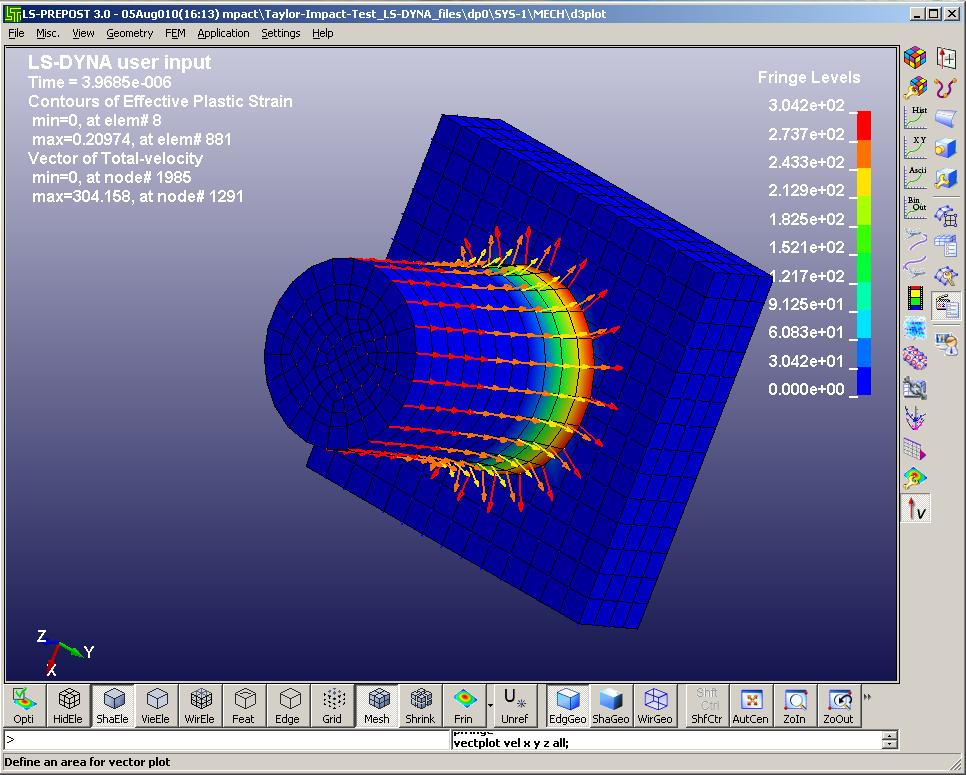 LS-PREPOST 3.0 - 05Aug010(16:13) mpact\Taylor-Impact-Test_LS-DYNA_files\dp0\SYS-1\MECH\d3plot
File Misc. View Geometry FEM Application Settings Help
LS-DYNA user input
Time = 3.9685e-006
Contours of Effective Plastic Strain
min=0, at elem# 8
max=0.20974, at elem# 881
Vector of Total-velocity
min=0, at node# 1985
max=304.158, at node# 1291
Fringe Levels
3.042e+02
2.737e+02
2.433e+02
2.129e+02
1.825e+02
1.521e+02
1.217e+02
9.125e+01
6.083e+01
3.042e+01
0.000e+00
Hist
X Y
Ascii
Bin
Out
V
Z
Y
X
Opti HidEle ShaEle VieEle WirEle Feat Edge Grid Mesh Shrink Frin Unref EdgGeo ShaGeo WirGeo Shft Ctrl ShfCtr AutCen ZoIn ZoOut
>
vectplot vel x y z all;
Define an area for vector plot